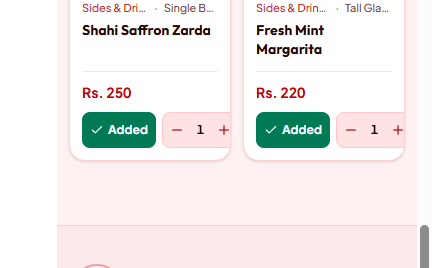 Sides & Dri... · Single B...
Shahi Saffron Zarda
Rs. 250
✓ Added − 1 +
Sides & Drin... · Tall Gla...
Fresh Mint
Margarita
Rs. 220
✓ Added − 1 +